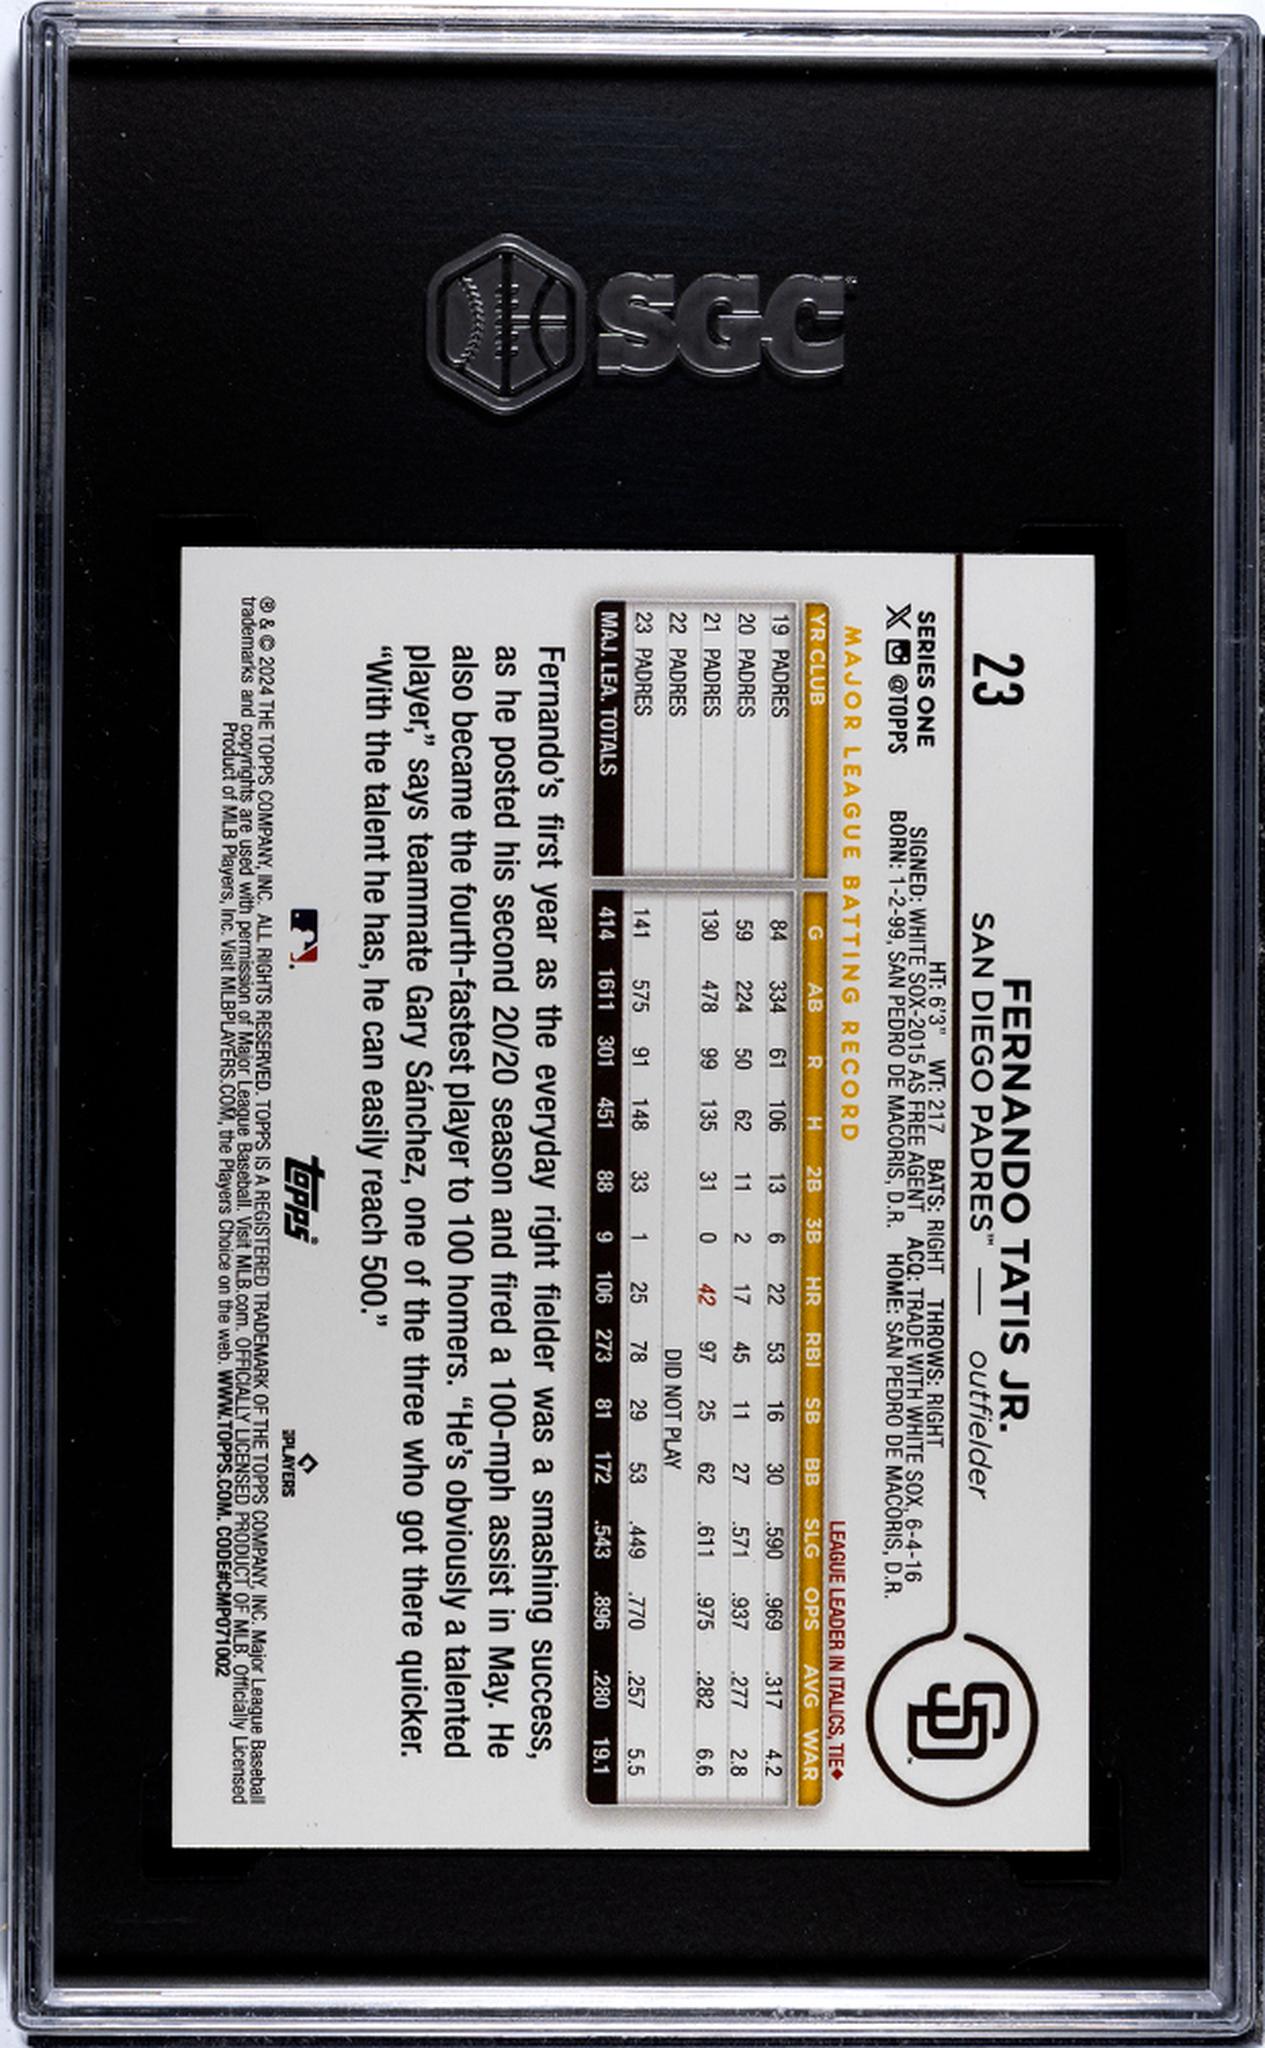 SGC
23
FERNANDO TATIS JR.
SAN DIEGO PADRES™ — outfielder
SD
SERIES ONE
@TOPPS
HT: 6'3" WT: 217 BATS: RIGHT THROWS: RIGHT
SIGNED: WHITE SOX-2015 AS FREE AGENT ACQ: TRADE WITH WHITE SOX, 6-4-16
BORN: 1-2-99, SAN PEDRO DE MACORIS, D.R. HOME: SAN PEDRO DE MACORIS, D.R.
MAJOR LEAGUE BATTING RECORD
LEAGUE LEADER IN ITALICS, TIE◆
YR CLUB G AB R H 2B 3B HR RBI SB BB SLG OPS AVG WAR
19 PADRES 84 334 61 106 13 6 22 53 16 30 .590 .969 .317 4.2
20 PADRES 59 224 50 62 11 2 17 45 11 27 .571 .937 .277 2.8
21 PADRES 130 478 99 135 31 0 42 97 25 62 .611 .975 .282 6.6
22 PADRES DID NOT PLAY
23 PADRES 141 575 91 148 33 1 25 78 29 53 .449 .770 .257 5.5
MAJ. LEA. TOTALS 414 1611 301 451 88 9 106 273 81 172 .543 .896 .280 19.1
Fernando's first year as the everyday right fielder was a smashing success,
as he posted his second 20/20 season and fired a 100-mph assist in May. He
also became the fourth-fastest player to 100 homers. “He's obviously a talented
player,” says teammate Gary Sánchez, one of the three who got there quicker.
“With the talent he has, he can easily reach 500.”
topps®
PLAYERS
® & © 2024 THE TOPPS COMPANY, INC. ALL RIGHTS RESERVED. TOPPS IS A REGISTERED TRADEMARK OF THE TOPPS COMPANY, INC. Major League Baseball
trademarks and copyrights are used with permission of Major League Baseball. Visit MLB.com. OFFICIALLY LICENSED PRODUCT OF MLB. Officially Licensed
Product of MLB Players, Inc. Visit MLBPLAYERS.COM, the Players Choice on the web. WWW.TOPPS.COM. CODE#CMP071002